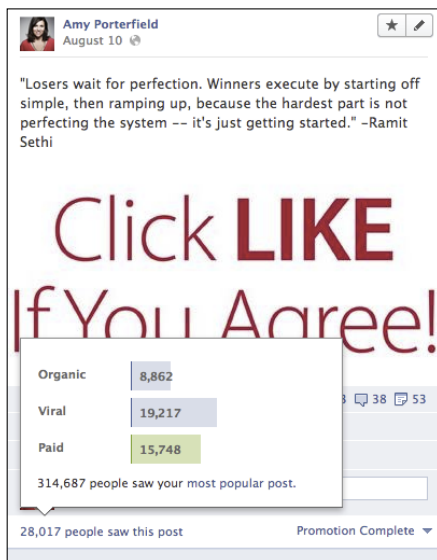 Amy Porterfield
August 10
"Losers wait for perfection. Winners execute by starting off
simple, then ramping up, because the hardest part is not
perfecting the system -- it's just getting started." –Ramit
Sethi
Click LIKE
If You Agree!
Organic 8,862
Viral 19,217
Paid 15,748
314,687 people saw your most popular post.
38 53
28,017 people saw this post Promotion Complete